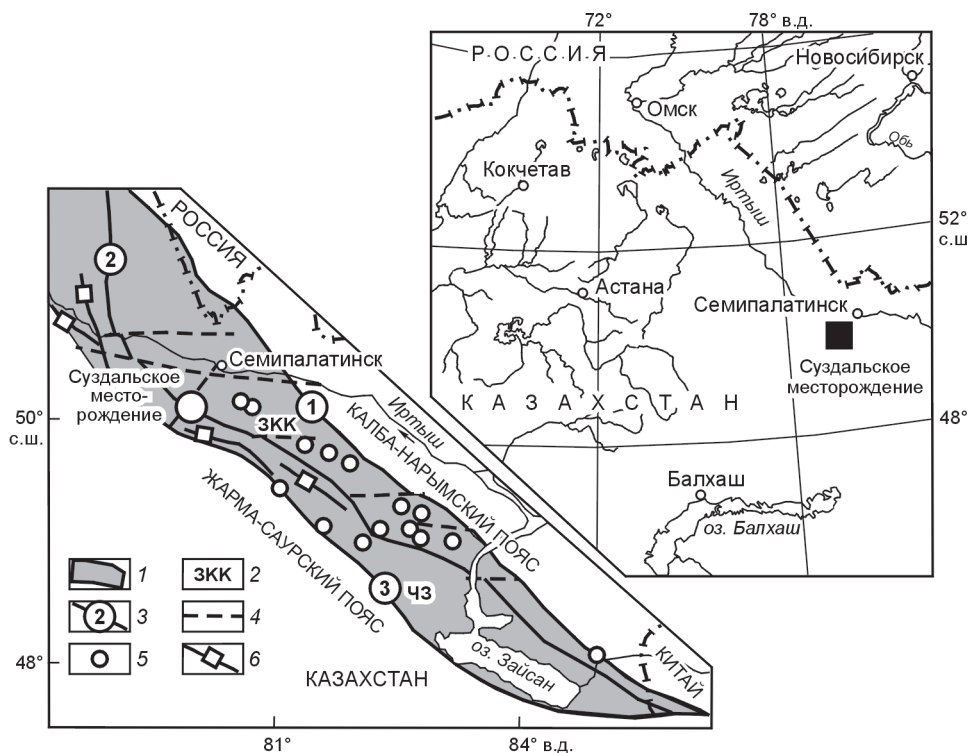 72°
78° в.д.
РОССИЯ
Новосибирск
Омск
Обь
Кокчетав
Иртыш
52°
с.ш.
Астана
Семипалатинск
Суздальское
месторождение
КАЗАХСТАН
48°
Балхаш
оз. Балхаш
РОССИЯ
2
Семипалатинск
Суздальское
место-
рождение
1
Иртыш
50°
с.ш.
ЗКК
КАЛБА-НАРЫМСКИЙ ПОЯС
ЖАРМА-САУРСКИЙ ПОЯС
3
ЧЗ
1
ЗКК 2
2 3
4
5
6
оз. Зайсан
КИТАЙ
48°
КАЗАХСТАН
81°
84° в.д.